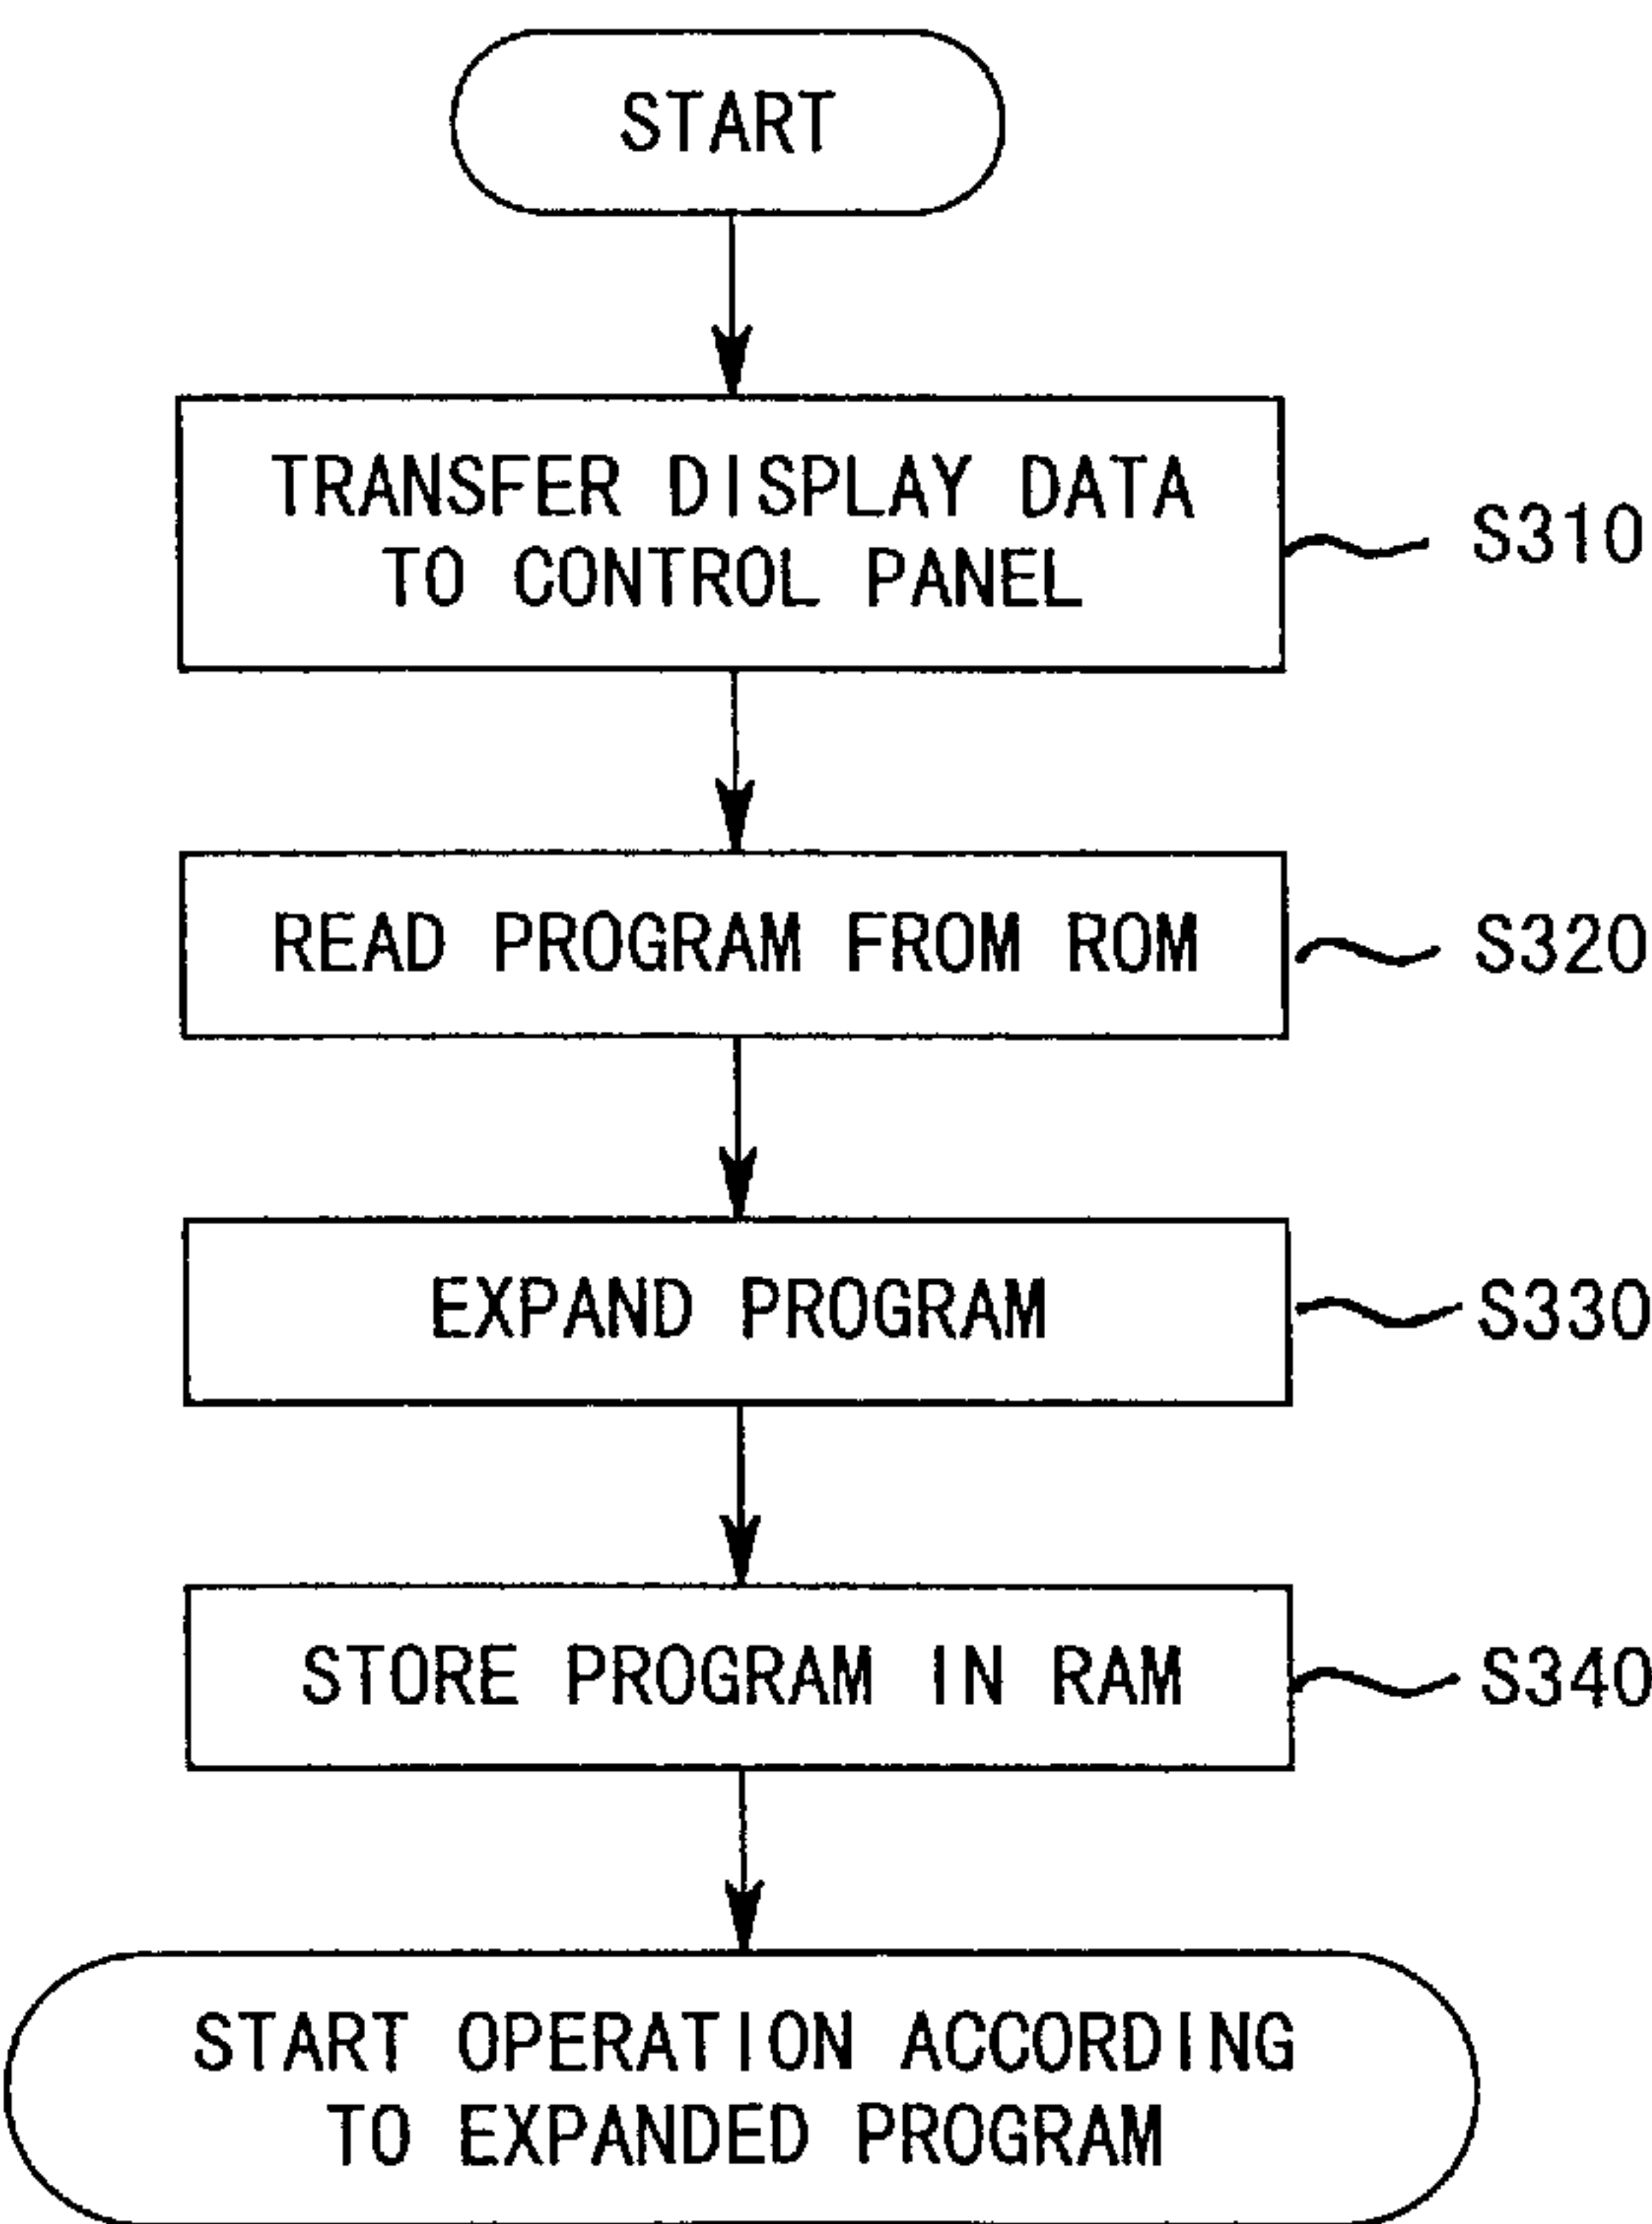 START
TRANSFER DISPLAY DATA
TO CONTROL PANEL
S310
READ PROGRAM FROM ROM
S320
EXPAND PROGRAM
S330
STORE PROGRAM IN RAM
S340
START OPERATION ACCORDING
TO EXPANDED PROGRAM